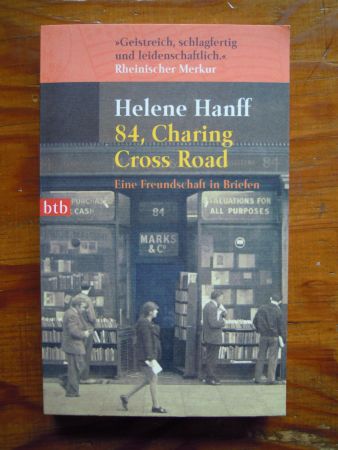 »Geistreich, schlagfertig
und leidenschaftlich.«
Rheinischer Merkur
Helene Hanff
84, Charing
Cross Road
Eine Freundschaft in Briefen
btb
PURCHASE
CASH
84
VALUATIONS FOR
ALL PURPOSES
MARKS
& Co